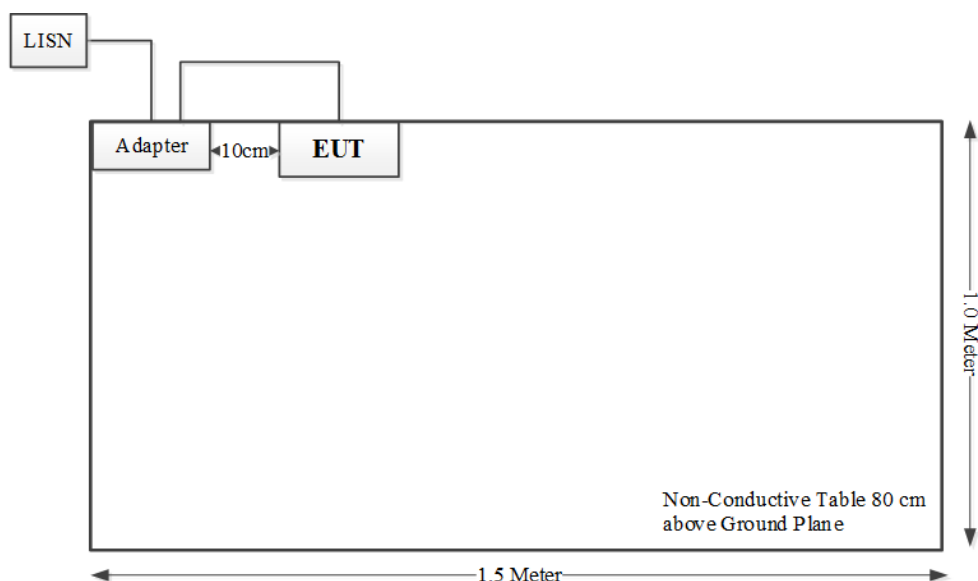 LISN
Adapter
10cm
EUT
1.0 Meter
Non-Conductive Table 80 cm
above Ground Plane
1.5 Meter